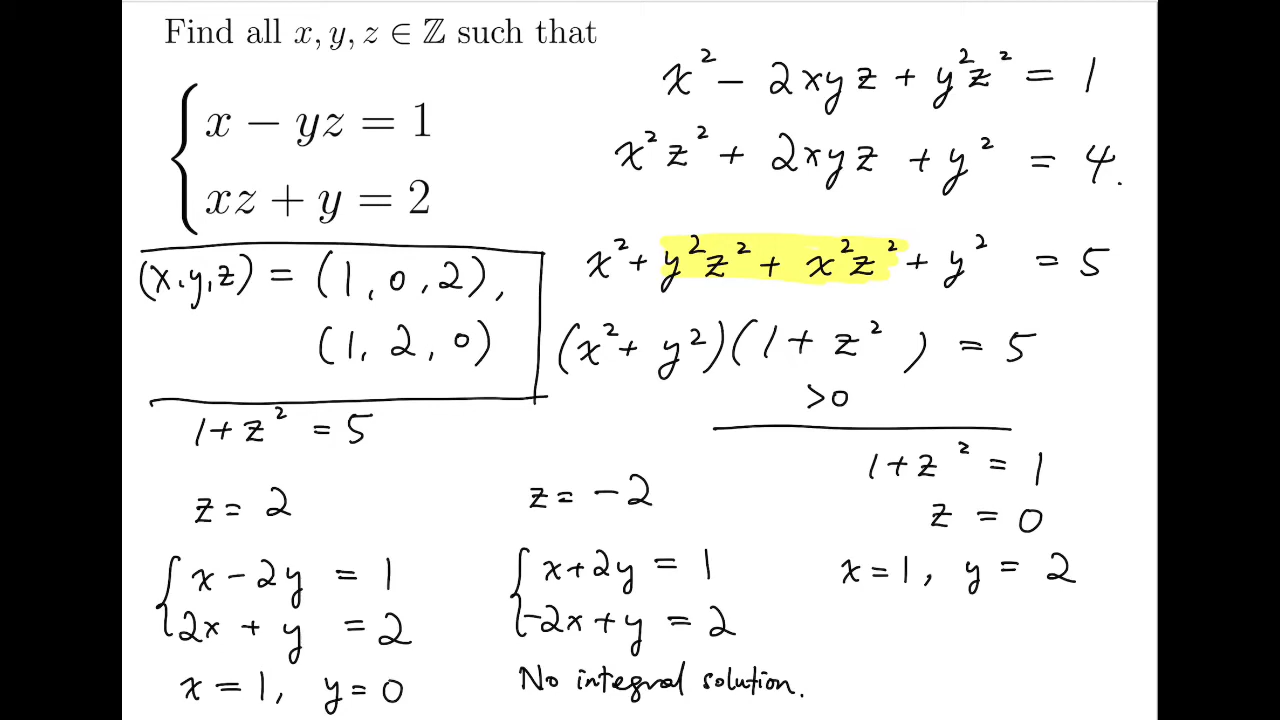 Find all x, y, z ∈ ℤ such that
x − yz = 1
xz + y = 2
x² − 2xyz + y²z² = 1
x²z² + 2xyz + y² = 4.
x² + y²z² + x²z² + y² = 5
(x² + y²)(1 + z²) = 5
>0
1 + z² = 1
z = 0
x = 1, y = 2
(x, y, z) = (1, 0, 2),
(1, 2, 0)
1 + z² = 5
z = 2
x − 2y = 1
2x + y = 2
x = 1, y = 0
z = −2
x + 2y = 1
−2x + y = 2
No integral solution.